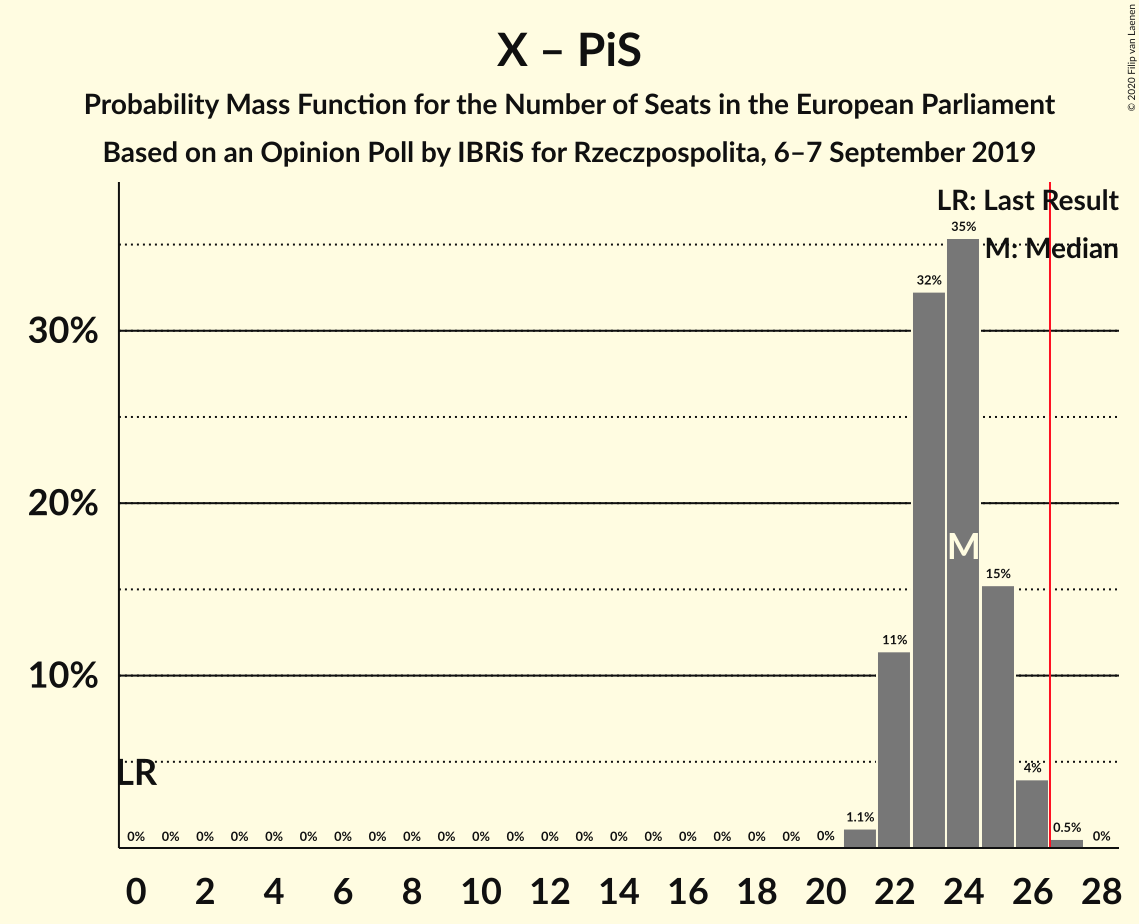 X – PiS
Probability Mass Function for the Number of Seats in the European Parliament
Based on an Opinion Poll by IBRiS for Rzeczpospolita, 6–7 September 2019
© 2020 Filip van Laenen
LR: Last Result
M: Median
35%
32%
30%
20%
M
15%
11%
10%
LR
4%
1.1%
0.5%
0% 0% 0% 0% 0% 0% 0% 0% 0% 0% 0% 0% 0% 0% 0% 0% 0% 0% 0% 0% 0% 0%
0 2 4 6 8 10 12 14 16 18 20 22 24 26 28